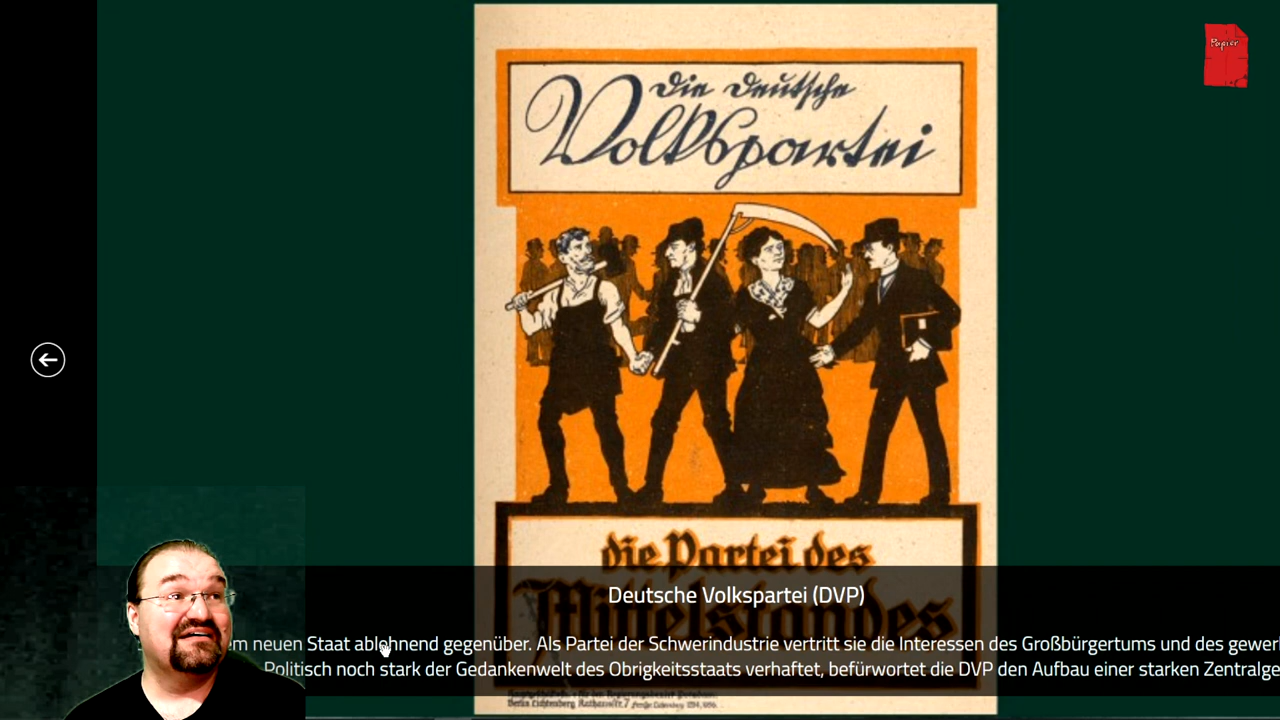 Papier
Die Deutsche
Volkspartei
die Partei des
Mittelstandes
Deutsche Volkspartei (DVP)
em neuen Staat ablehnend gegenüber. Als Partei der Schwerindustrie vertritt sie die Interessen des Großbürgertums und des gewer
Politisch noch stark der Gedankenwelt des Obrigkeitsstaats verhaftet, befürwortet die DVP den Aufbau einer starken Zentralge